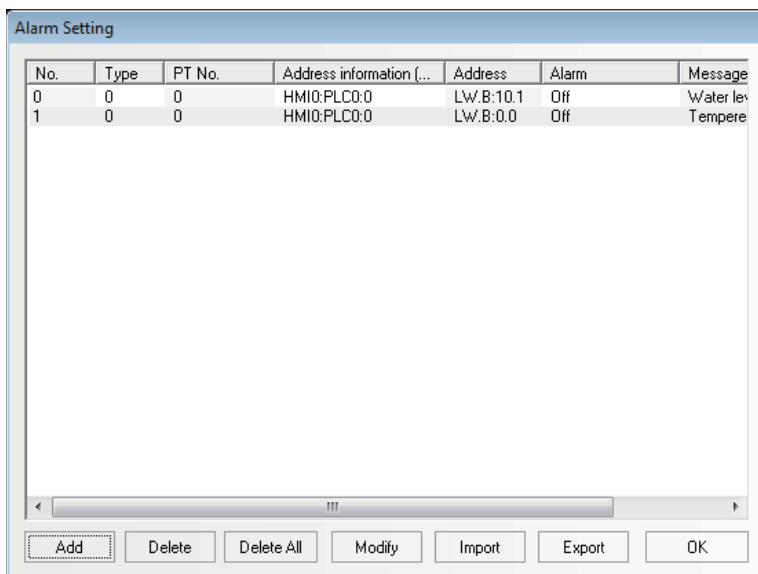 Alarm Setting
No. Type PT No. Address information (... Address Alarm Message
0 0 0 HMI0:PLC0:0 LW.B:10.1 Off Water lev
1 0 0 HMI0:PLC0:0 LW.B:0.0 Off Tempere
Add Delete Delete All Modify Import Export OK